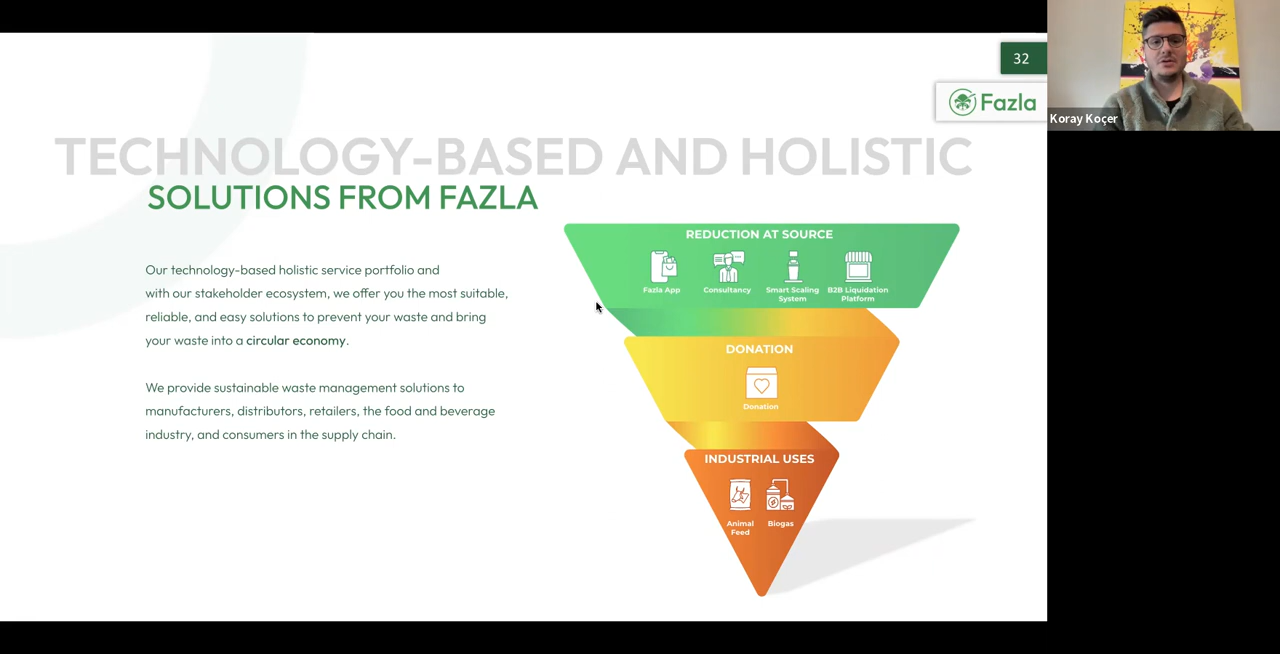 32
Fazla
Koray Koçer
TECHNOLOGY-BASED AND HOLISTIC
SOLUTIONS FROM FAZLA
Our technology-based holistic service portfolio and
with our stakeholder ecosystem, we offer you the most suitable,
reliable, and easy solutions to prevent your waste and bring
your waste into a circular economy.
We provide sustainable waste management solutions to
manufacturers, distributors, retailers, the food and beverage
industry, and consumers in the supply chain.
REDUCTION AT SOURCE
Fazla App
Consultancy
Smart Scaling
System
B2B Liquidation
Platform
DONATION
Donation
INDUSTRIAL USES
Animal
Feed
Biogas